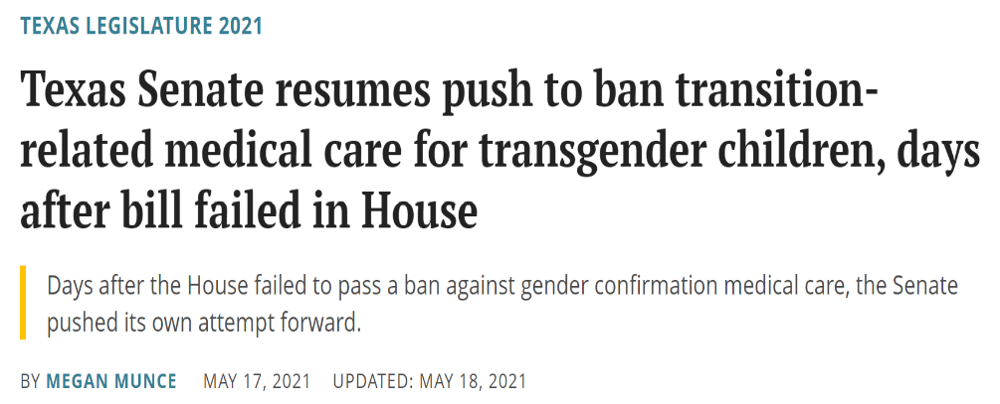 TEXAS LEGISLATURE 2021
Texas Senate resumes push to ban transition-
related medical care for transgender children, days
after bill failed in House
Days after the House failed to pass a ban against gender confirmation medical care, the Senate
pushed its own attempt forward.
BY MEGAN MUNCE MAY 17, 2021 UPDATED: MAY 18, 2021